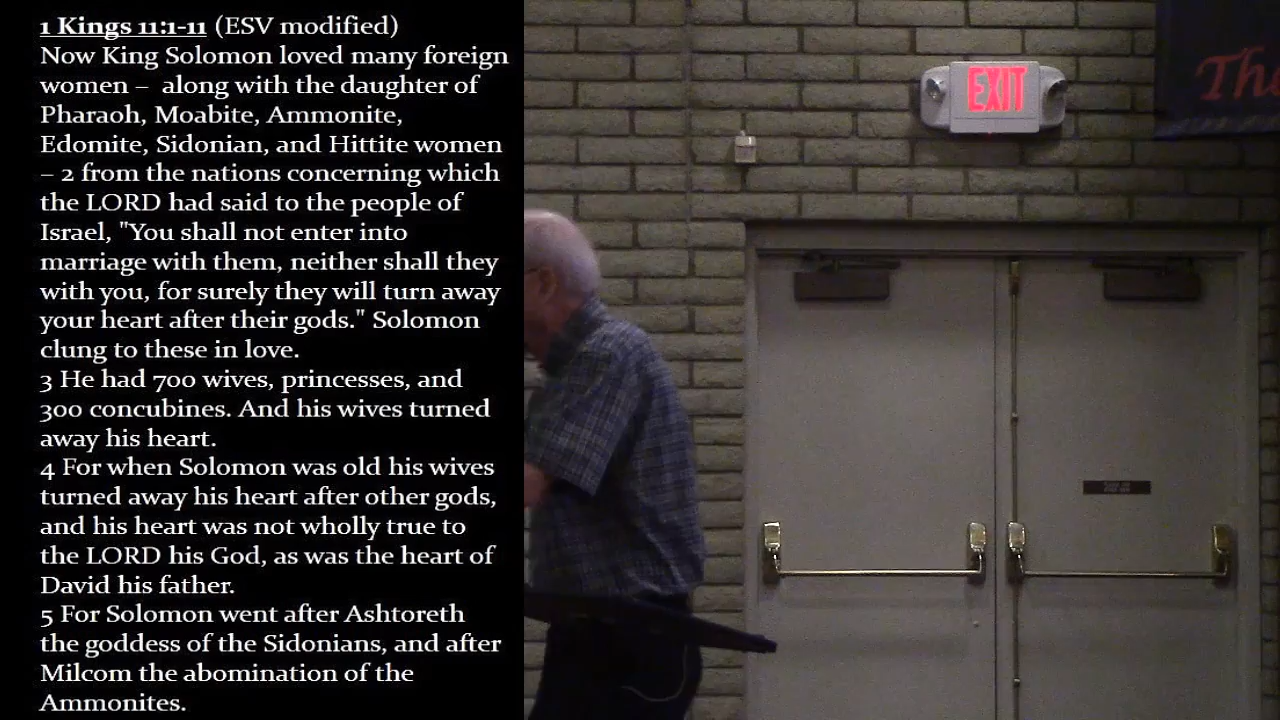 1 Kings 11:1-11 (ESV modified)
Now King Solomon loved many foreign
women – along with the daughter of
Pharaoh, Moabite, Ammonite,
Edomite, Sidonian, and Hittite women
– 2 from the nations concerning which
the LORD had said to the people of
Israel, "You shall not enter into
marriage with them, neither shall they
with you, for surely they will turn away
your heart after their gods." Solomon
clung to these in love.
3 He had 700 wives, princesses, and
300 concubines. And his wives turned
away his heart.
4 For when Solomon was old his wives
turned away his heart after other gods,
and his heart was not wholly true to
the LORD his God, as was the heart of
David his father.
5 For Solomon went after Ashtoreth
the goddess of the Sidonians, and after
Milcom the abomination of the
Ammonites.
EXIT